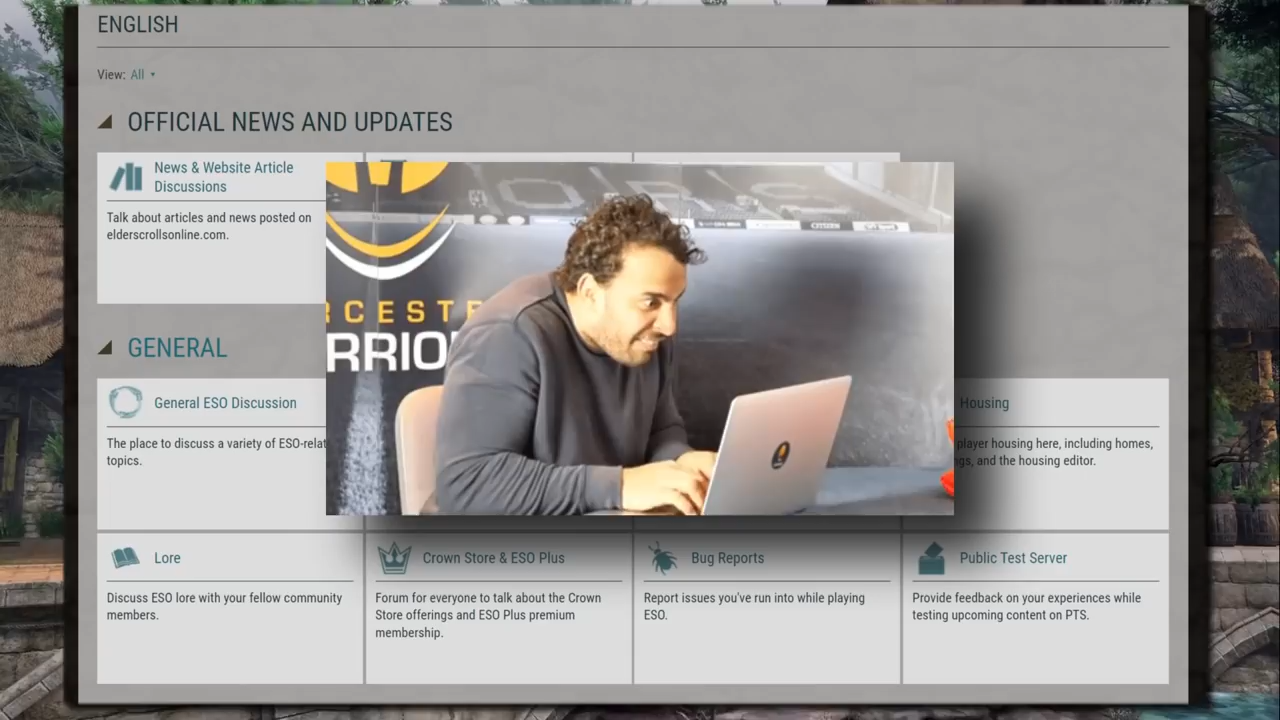 ENGLISH
View: All
OFFICIAL NEWS AND UPDATES
News & Website Article
Discussions
Talk about articles and news posted on
elderscrollsonline.com.
RCESTE
RRIO
GENERAL
General ESO Discussion
The place to discuss a variety of ESO-relat
topics.
Housing
player housing here, including homes,
gs, and the housing editor.
Lore
Discuss ESO lore with your fellow community
members.
Crown Store & ESO Plus
Forum for everyone to talk about the Crown
Store offerings and ESO Plus premium
membership.
Bug Reports
Report issues you've run into while playing
ESO.
Public Test Server
Provide feedback on your experiences while
testing upcoming content on PTS.